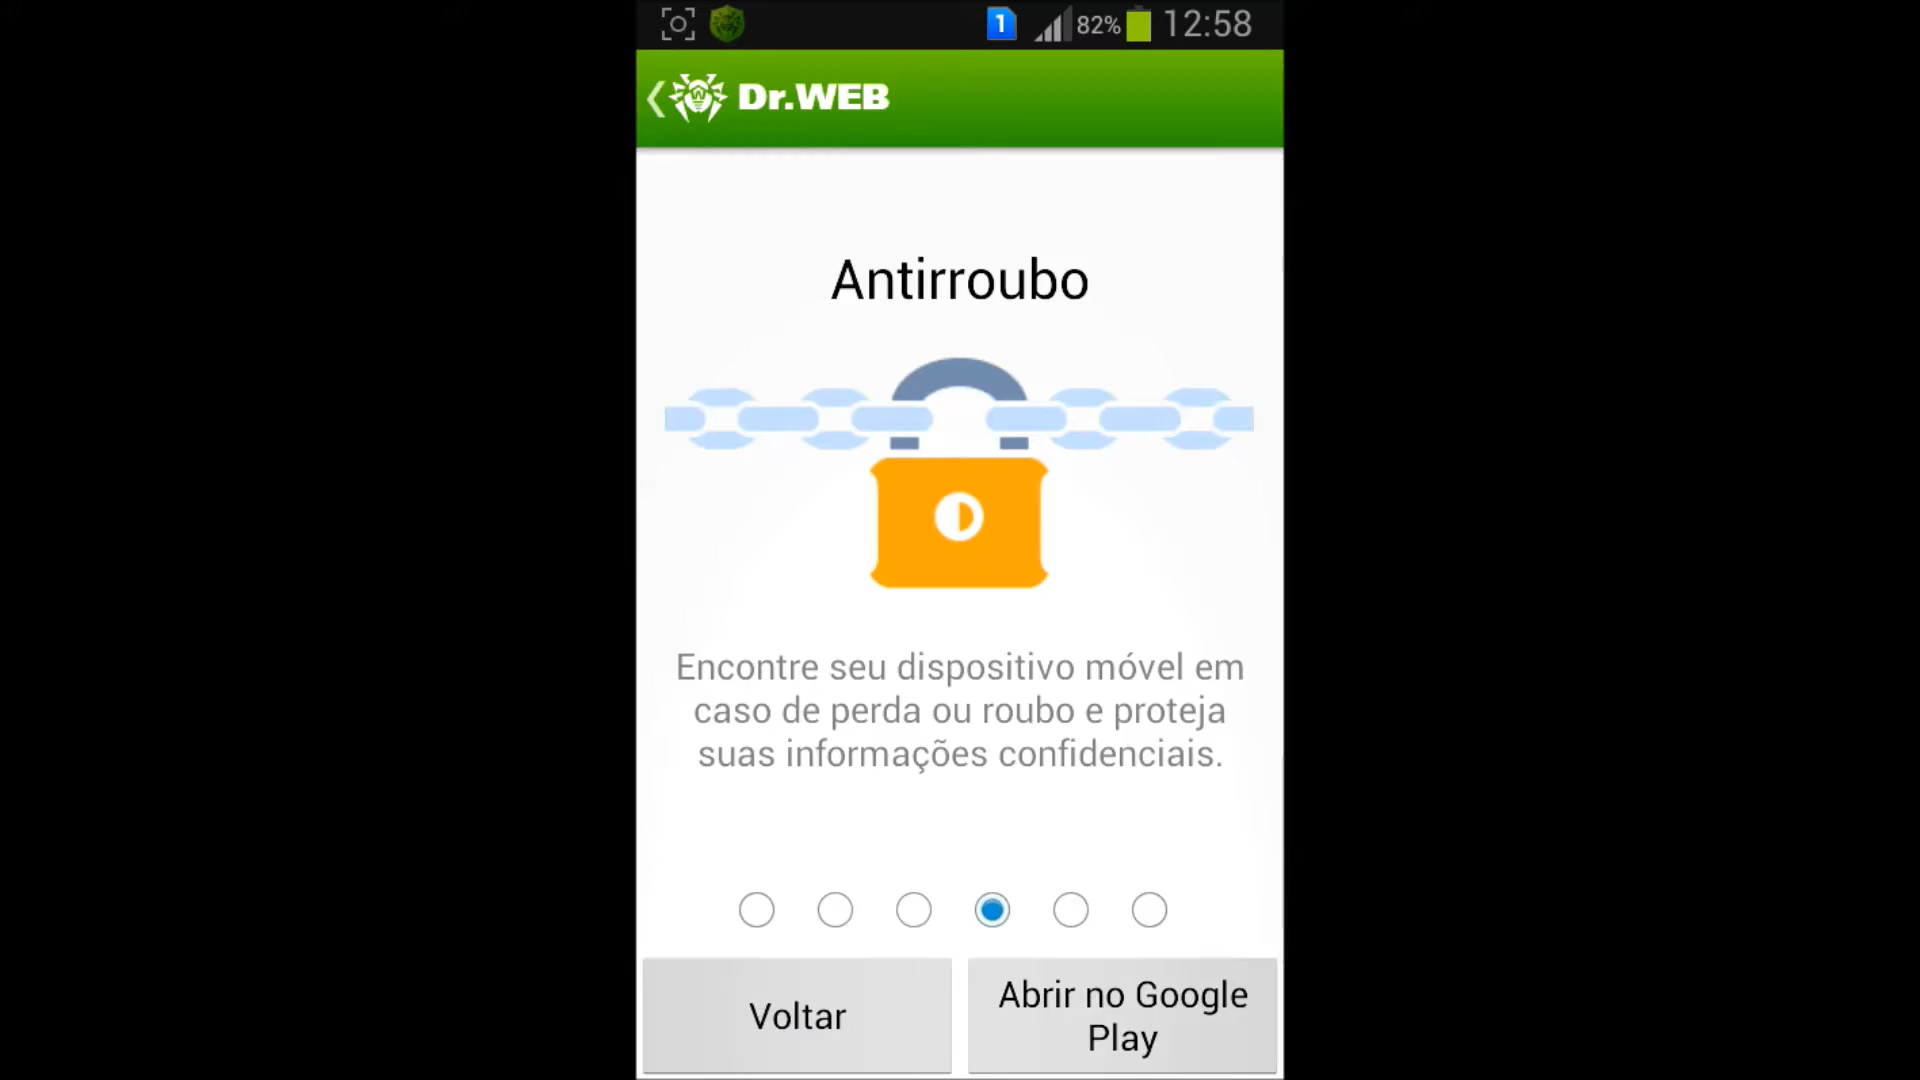 1 82% 12:58
Dr.WEB
Antirroubo
Encontre seu dispositivo móvel em
caso de perda ou roubo e proteja
suas informações confidenciais.
Voltar
Abrir no Google
Play